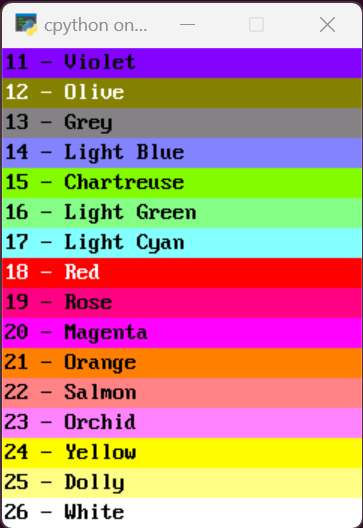 cpython on...
11 - Violet
12 - Olive
13 - Grey
14 - Light Blue
15 - Chartreuse
16 - Light Green
17 - Light Cyan
18 - Red
19 - Rose
20 - Magenta
21 - Orange
22 - Salmon
23 - Orchid
24 - Yellow
25 - Dolly
26 - White